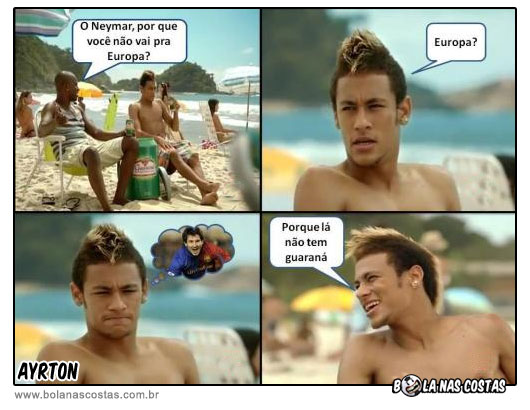 O Neymar, por que
você não vai pra
Europa?
Europa?
Porque lá
não tem
guaraná
AYRTON
BOLA NAS COSTAS
www.bolanascostas.com.br